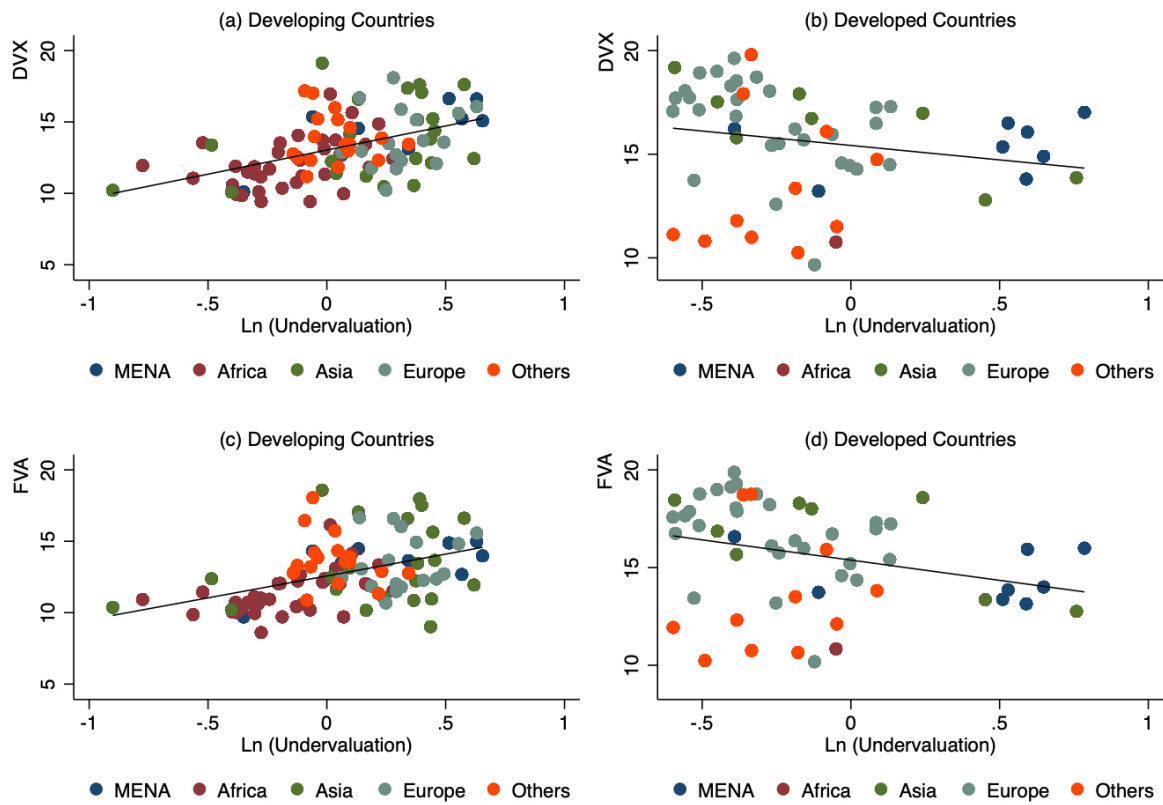 (a) Developing Countries
DVX
20
15
10
5
-1 -.5 0 .5 1
Ln (Undervaluation)
MENA Africa Asia Europe Others
(b) Developed Countries
DVX
20
15
10
-.5 0 .5 1
Ln (Undervaluation)
MENA Africa Asia Europe Others
(c) Developing Countries
FVA
20
15
10
5
-1 -.5 0 .5 1
Ln (Undervaluation)
MENA Africa Asia Europe Others
(d) Developed Countries
FVA
20
15
10
-.5 0 .5 1
Ln (Undervaluation)
MENA Africa Asia Europe Others